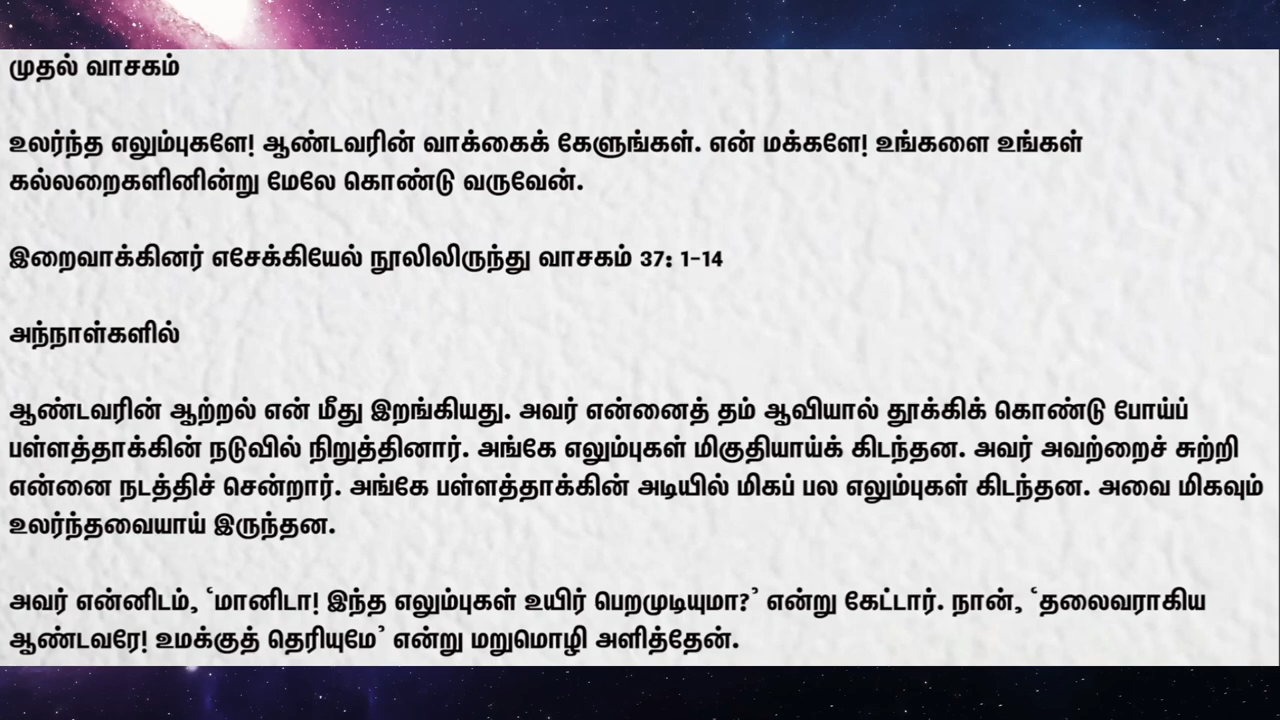 முதல் வாசகம்
உலர்ந்த எலும்புகளே! ஆண்டவரின் வாக்கைக் கேளுங்கள். என் மக்களே! உங்களை உங்கள்
கல்லறைகளினின்று மேலே கொண்டு வருவேன்.
இறைவாக்கினர் எசேக்கியேல் நூலிலிருந்து வாசகம் 37: 1-14
அந்நாள்களில்
ஆண்டவரின் ஆற்றல் என் மீது இறங்கியது. அவர் என்னைத் தம் ஆவியால் தூக்கிக் கொண்டு போய்ப்
பள்ளத்தாக்கின் நடுவில் நிறுத்தினார். அங்கே எலும்புகள் மிகுதியாய்க் கிடந்தன. அவர் அவற்றைச் சுற்றி
என்னை நடத்திச் சென்றார். அங்கே பள்ளத்தாக்கின் அடியில் மிகப் பல எலும்புகள் கிடந்தன. அவை மிகவும்
உலர்ந்தவையாய் இருந்தன.
அவர் என்னிடம், ‘மானிடா! இந்த எலும்புகள் உயிர் பெறமுடியுமா?’ என்று கேட்டார். நான், ‘தலைவராகிய
ஆண்டவரே! உமக்குத் தெரியுமே’ என்று மறுமொழி அளித்தேன்.